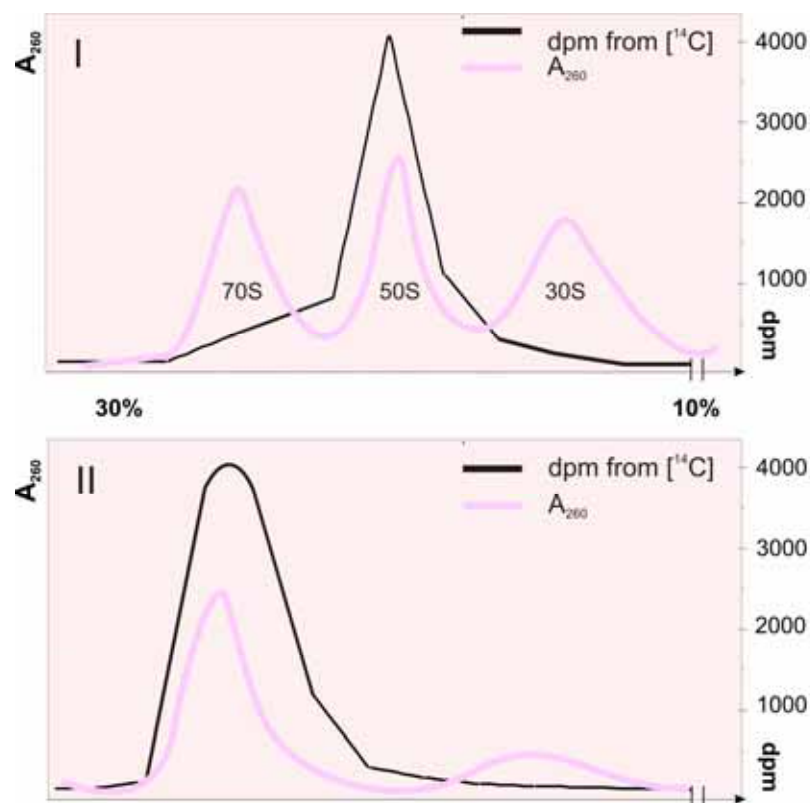 A₂₆₀
I
dpm from [¹⁴C]
A₂₆₀
4000
3000
2000
1000
dpm
70S
50S
30S
30%
10%
A₂₆₀
II
dpm from [¹⁴C]
A₂₆₀
4000
3000
2000
1000
dpm